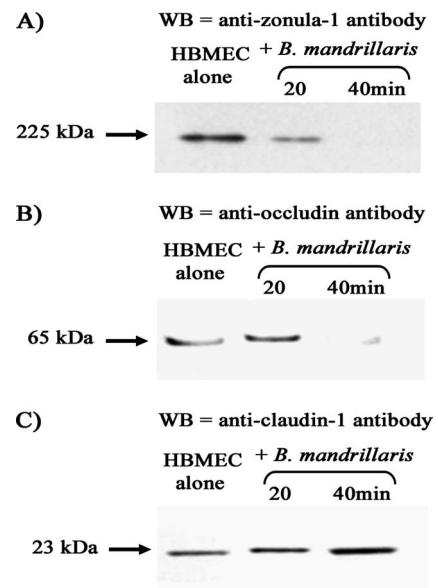 A) WB = anti-zonula-1 antibody
HBMEC alone
+ B. mandrillaris
20 40min
225 kDa
B) WB = anti-occludin antibody
HBMEC alone
+ B. mandrillaris
20 40min
65 kDa
C) WB = anti-claudin-1 antibody
HBMEC alone
+ B. mandrillaris
20 40min
23 kDa